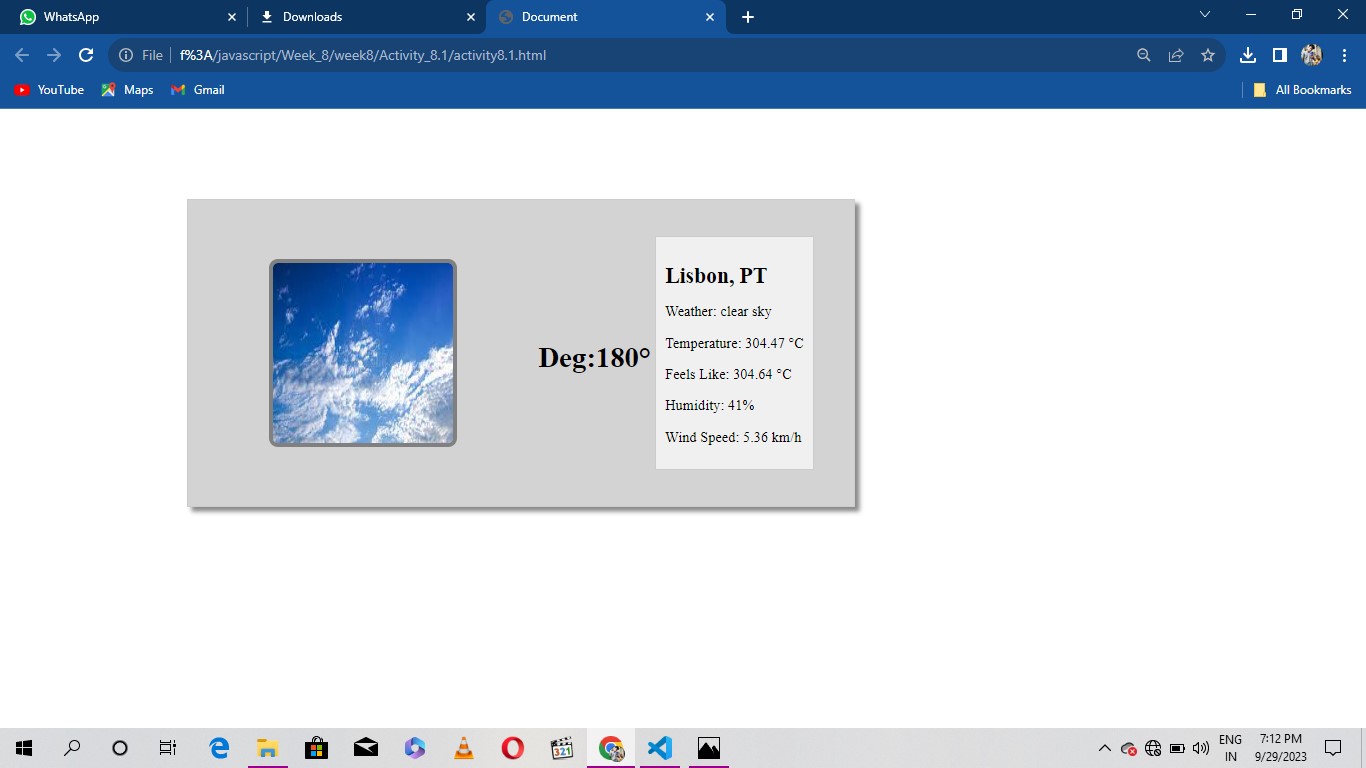 WhatsApp
Downloads
Document
File
f%3A/javascript/Week_8/week8/Activity_8.1/activity8.1.html
YouTube
Maps
Gmail
All Bookmarks
Deg:180°
Lisbon, PT
Weather: clear sky
Temperature: 304.47 °C
Feels Like: 304.64 °C
Humidity: 41%
Wind Speed: 5.36 km/h
321
ENG
IN
7:12 PM
9/29/2023